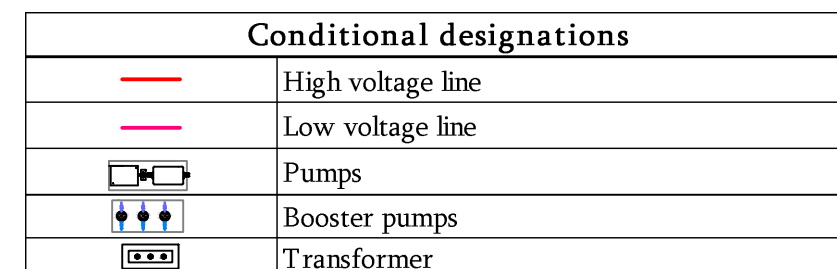 Conditional designations
High voltage line
Low voltage line
Pumps
Booster pumps
Transformer